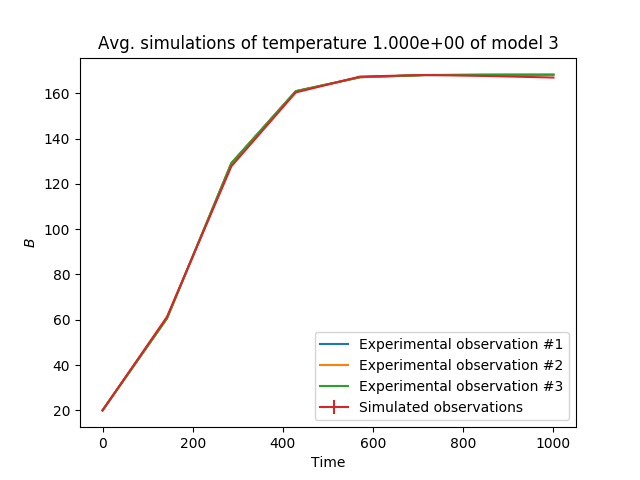 Avg. simulations of temperature 1.000e+00 of model 3
160
140
120
100
80
60
40
20
B
0
200
400
600
800
1000
Time
Experimental observation #1
Experimental observation #2
Experimental observation #3
Simulated observations